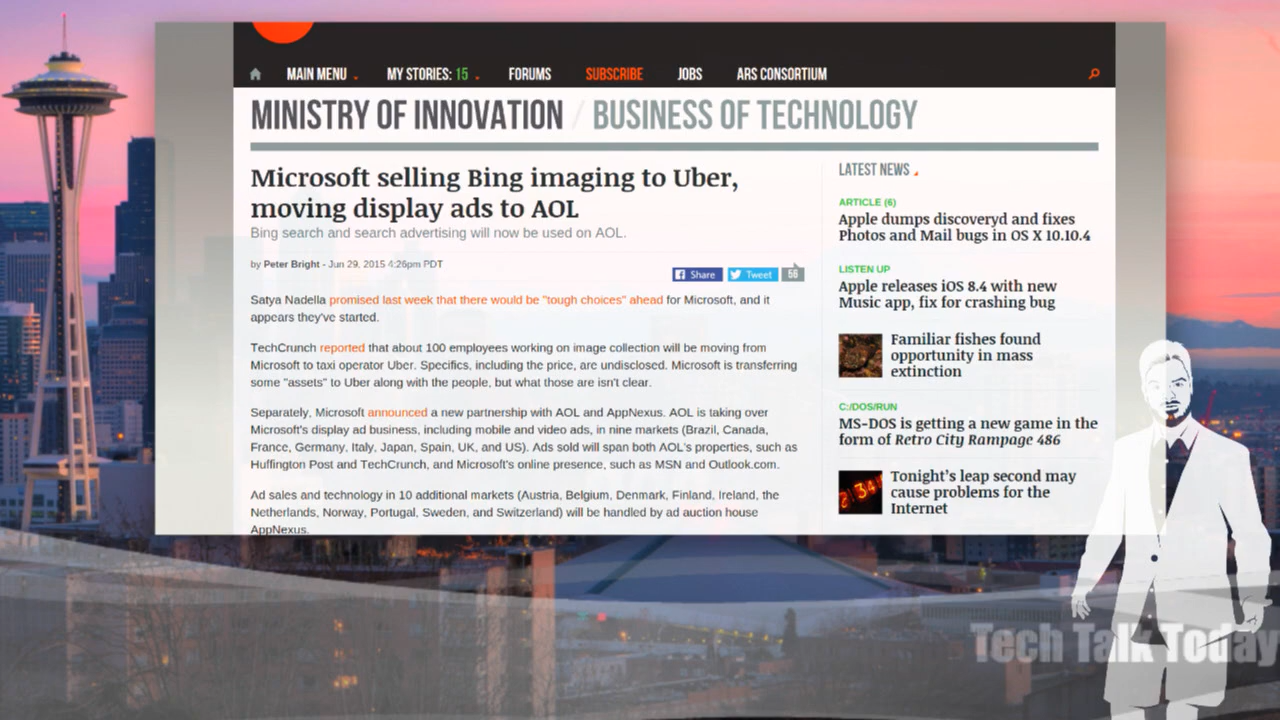 MAIN MENU
MY STORIES: 15
FORUMS
SUBSCRIBE
JOBS
ARS CONSORTIUM
MINISTRY OF INNOVATION / BUSINESS OF TECHNOLOGY
Microsoft selling Bing imaging to Uber,
moving display ads to AOL
Bing search and search advertising will now be used on AOL.
by Peter Bright - Jun 29, 2015 4:26pm PDT
Share
Tweet
56
Satya Nadella promised last week that there would be "tough choices" ahead for Microsoft, and it
appears they've started.
TechCrunch reported that about 100 employees working on image collection will be moving from
Microsoft to taxi operator Uber. Specifics, including the price, are undisclosed. Microsoft is transferring
some "assets" to Uber along with the people, but what those are isn't clear.
Separately, Microsoft announced a new partnership with AOL and AppNexus. AOL is taking over
Microsoft's display ad business, including mobile and video ads, in nine markets (Brazil, Canada,
France, Germany, Italy, Japan, Spain, UK, and US). Ads sold will span both AOL's properties, such as
Huffington Post and TechCrunch, and Microsoft's online presence, such as MSN and Outlook.com.
Ad sales and technology in 10 additional markets (Austria, Belgium, Denmark, Finland, Ireland, the
Netherlands, Norway, Portugal, Sweden, and Switzerland) will be handled by ad auction house
AppNexus.
LATEST NEWS
ARTICLE (6)
Apple dumps discoveryd and fixes
Photos and Mail bugs in OS X 10.10.4
LISTEN UP
Apple releases iOS 8.4 with new
Music app, fix for crashing bug
Familiar fishes found
opportunity in mass
extinction
C:/DOS/RUN
MS-DOS is getting a new game in the
form of Retro City Rampage 486
Tonight's leap second may
cause problems for the
Internet
Tech Talk Today